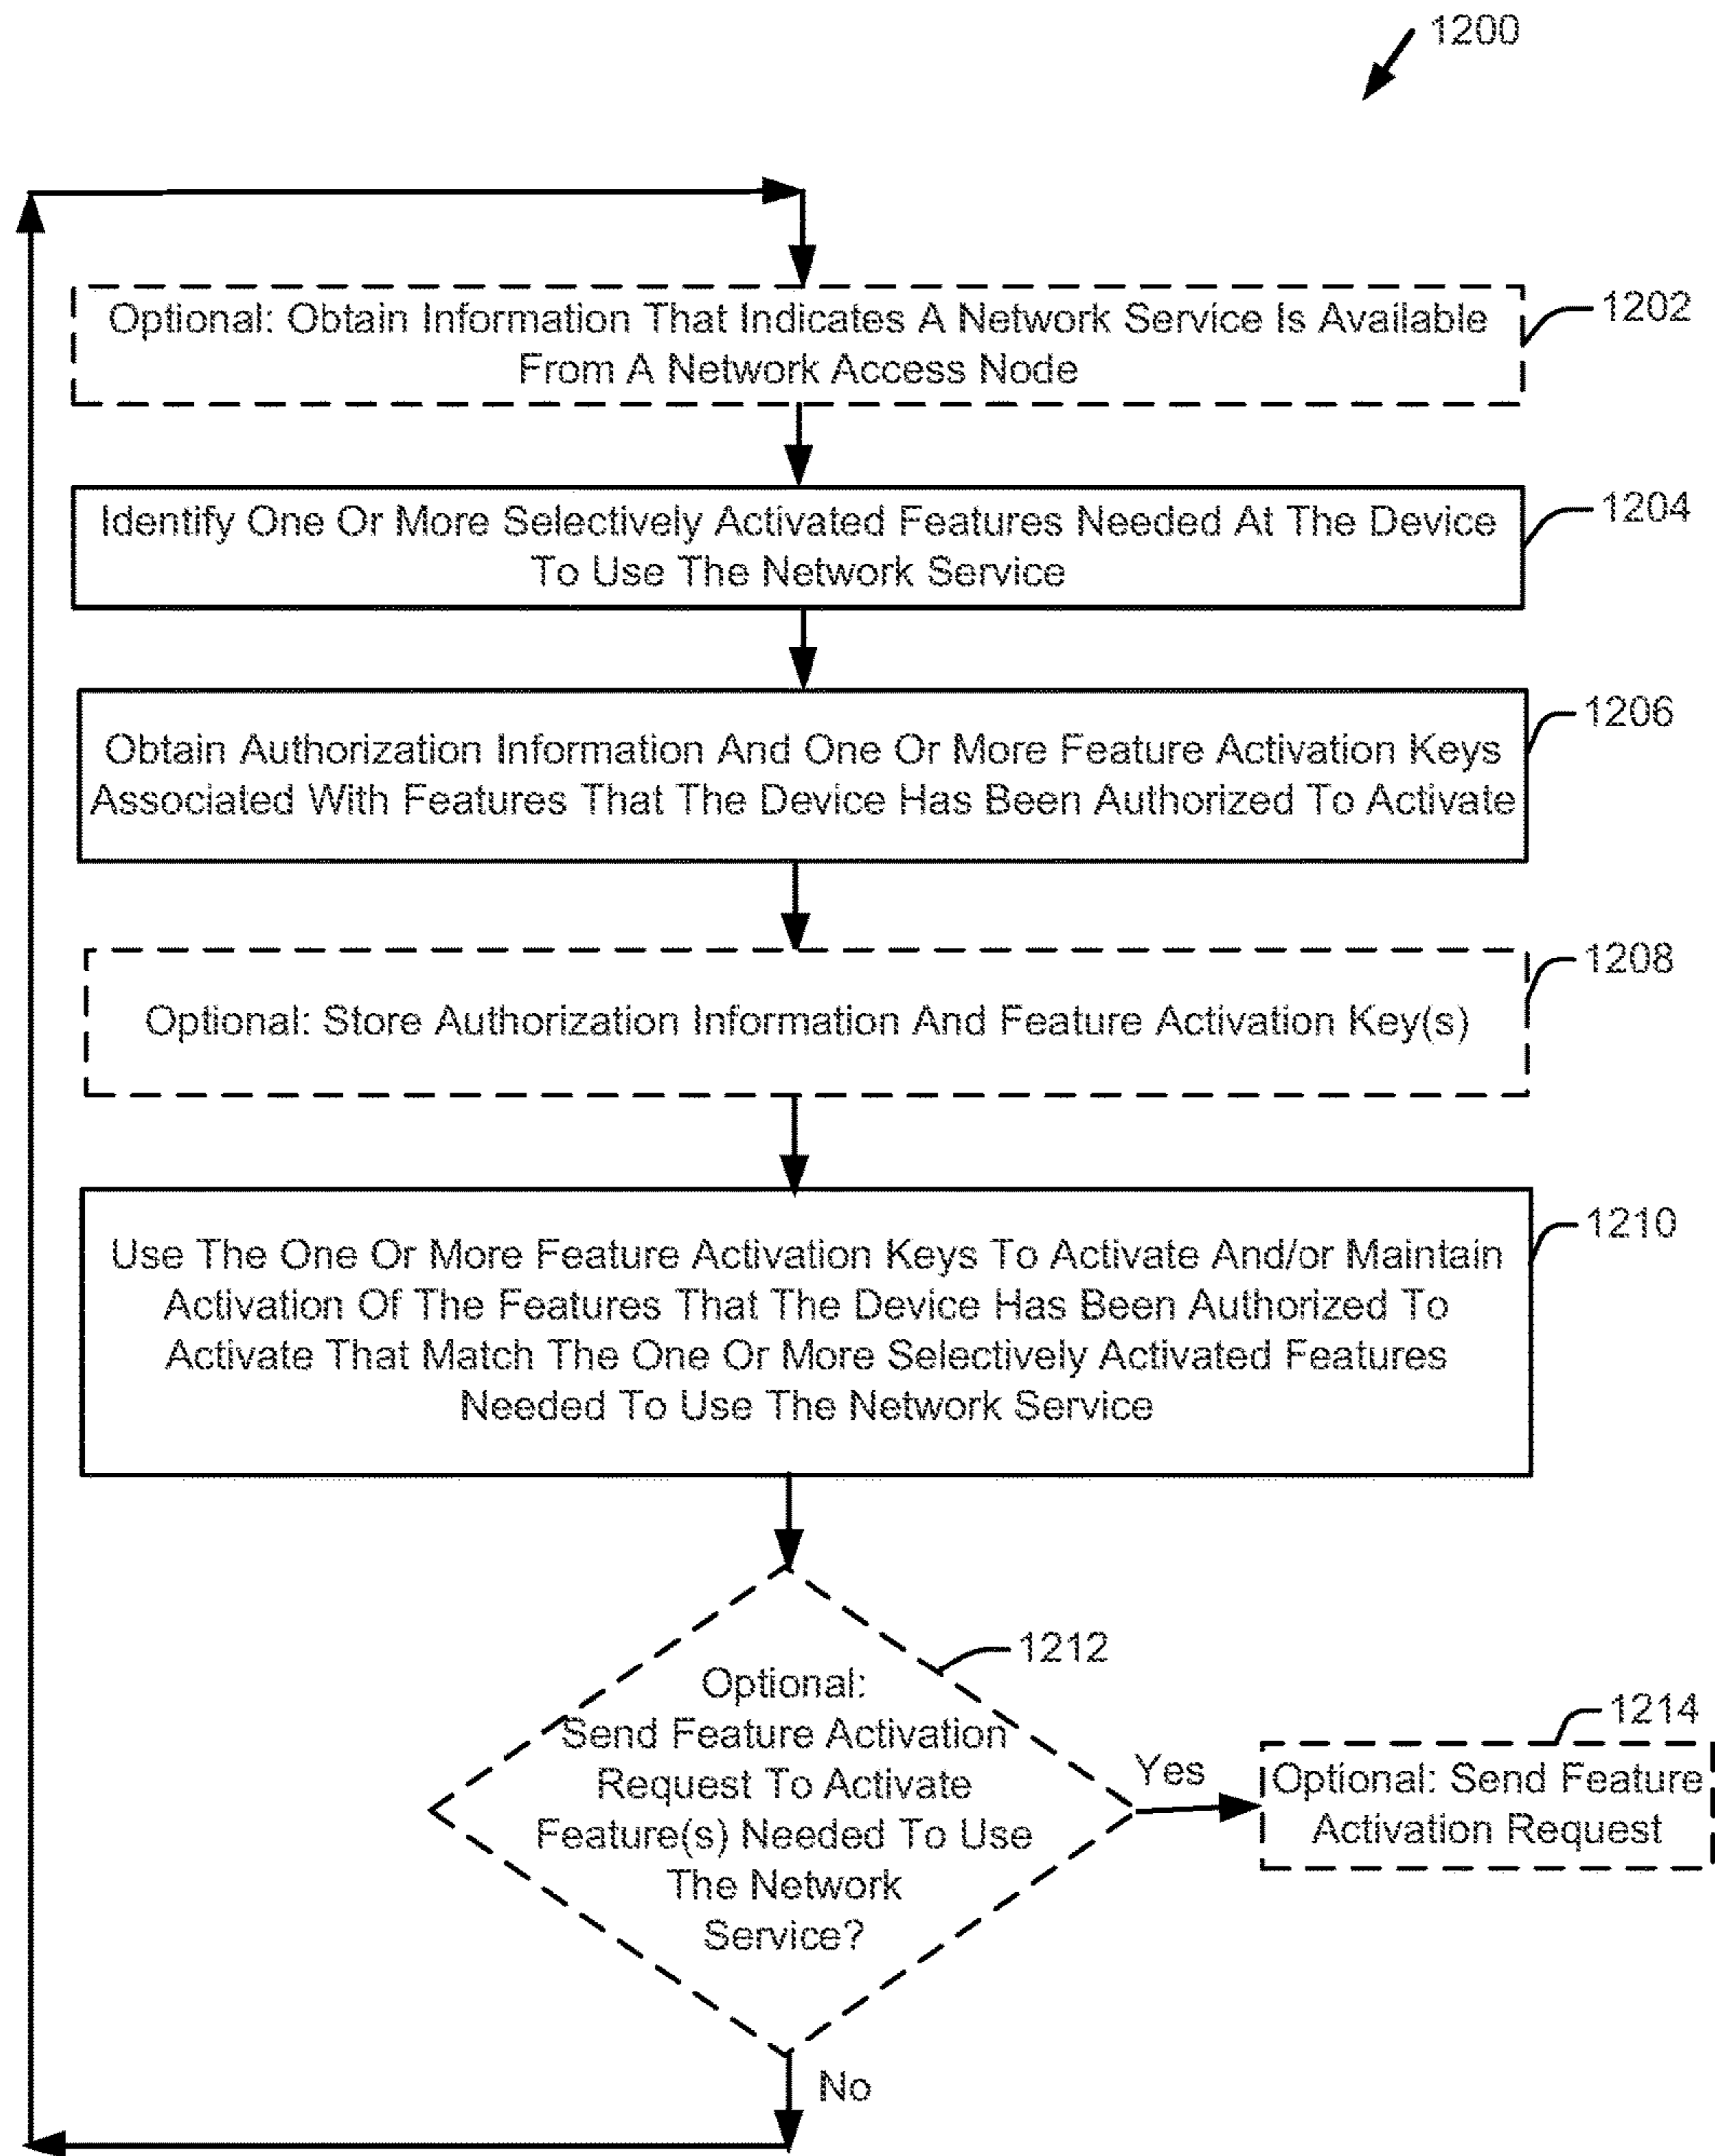 1200
Optional: Obtain Information That Indicates A Network Service Is Available
From A Network Access Node
1202
Identify One Or More Selectively Activated Features Needed At The Device
To Use The Network Service
1204
Obtain Authorization Information And One Or More Feature Activation Keys
Associated With Features That The Device Has Been Authorized To Activate
1206
Optional: Store Authorization Information And Feature Activation Key(s)
1208
Use The One Or More Feature Activation Keys To Activate And/or Maintain
Activation Of The Features That The Device Has Been Authorized To
Activate That Match The One Or More Selectively Activated Features
Needed To Use The Network Service
1210
Optional:
Send Feature Activation
Request To Activate
Feature(s) Needed To Use
The Network
Service?
1212
Yes
Optional: Send Feature
Activation Request
1214
No